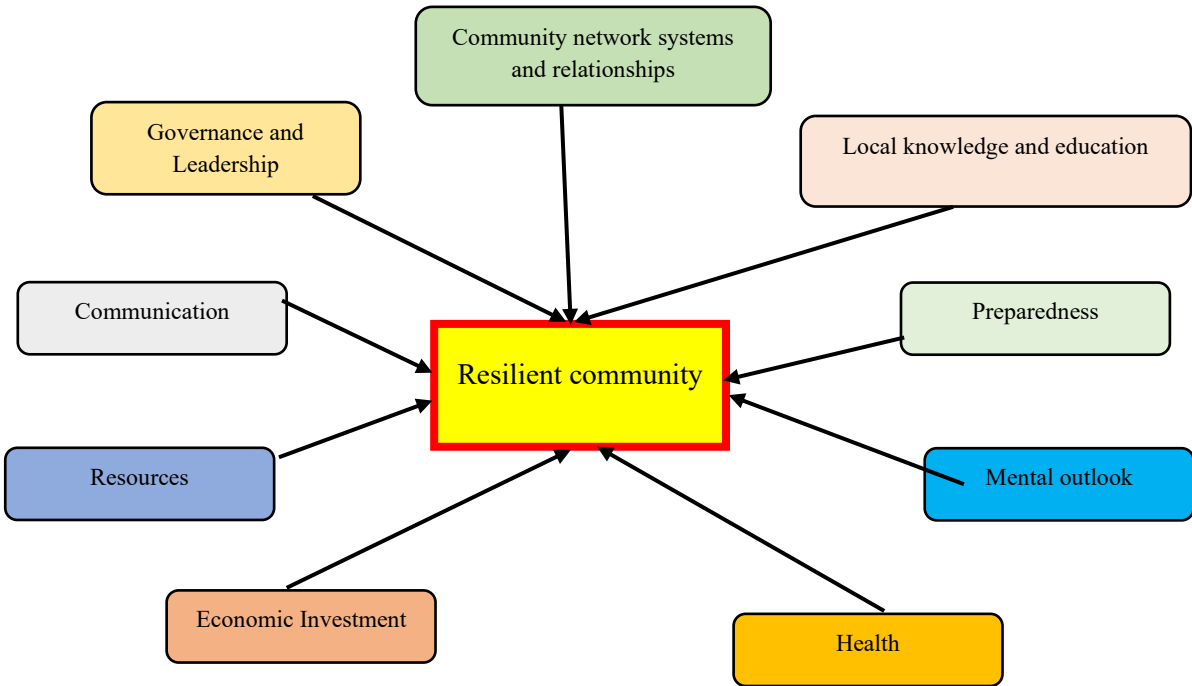 Community network systems
and relationships
Governance and
Leadership
Local knowledge and education
Communication
Preparedness
Resilient community
Resources
Mental outlook
Economic Investment
Health